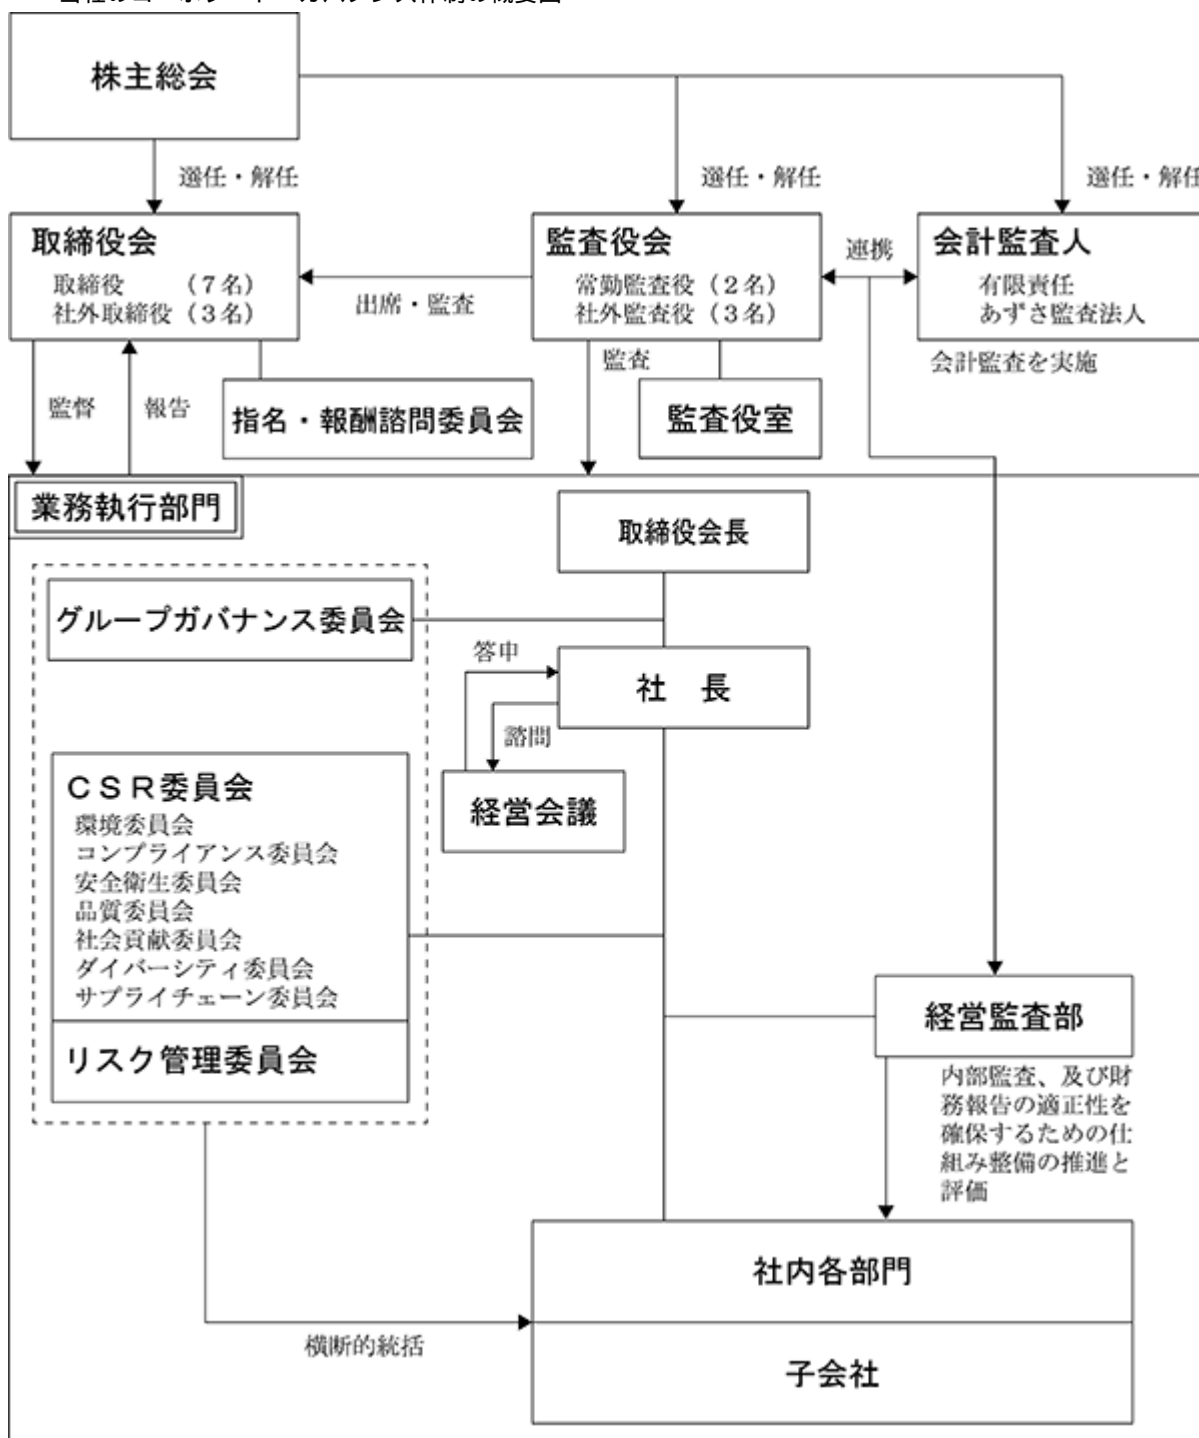 株主総会
選任・解任
選任・解任
選任・解任
取締役会
取締役 (7名)
社外取締役 (3名)
出席・監査
監査役会
常勤監査役 (2名)
社外監査役 (3名)
連携
会計監査人
有限責任
あずさ監査法人
会計監査を実施
監督
報告
指名・報酬諮問委員会
監査
監査役室
業務執行部門
取締役会長
グループガバナンス委員会
答申
社 長
諮問
経営会議
CSR委員会
環境委員会
コンプライアンス委員会
安全衛生委員会
品質委員会
社会貢献委員会
ダイバーシティ委員会
サプライチェーン委員会
リスク管理委員会
経営監査部
内部監査、及び財
務報告の適正性を
確保するための仕
組み整備の推進と
評価
社内各部門
横断的統括
子会社